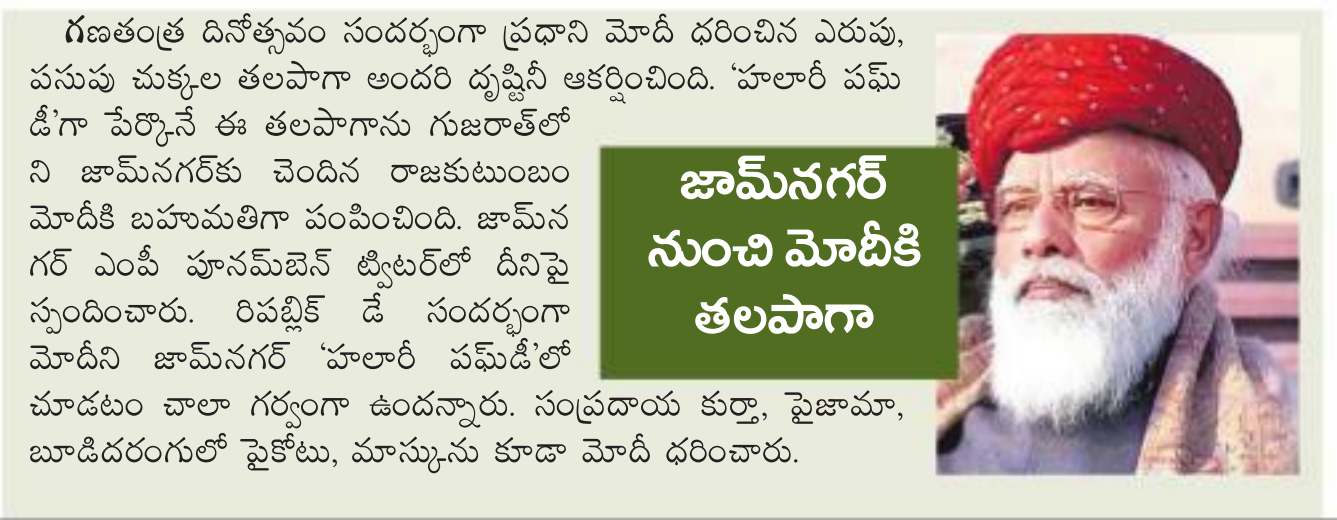 గణతంత్ర దినోత్సవం సందర్భంగా ప్రధాని మోదీ ధరించిన ఎరుపు,
పసుపు చుక్కల తలపాగా అందరి దృష్టినీ ఆకర్షించింది. ‘హలారీ పఘ్
డీ’గా పేర్కొనే ఈ తలపాగాను గుజరాత్‌లో
ని జామ్‌నగర్‌కు చెందిన రాజకుటుంబం
మోదీకి బహుమతిగా పంపించింది. జామ్‌న
గర్ ఎంపీ పూనమ్‌బెన్ ట్విటర్‌లో దీనిపై
స్పందించారు. రిపబ్లిక్ డే సందర్భంగా
మోదీని జామ్‌నగర్ ‘హలారీ పఘ్‌డీ’లో
చూడటం చాలా గర్వంగా ఉందన్నారు. సంప్రదాయ కుర్తా, పైజామా,
బూడిదరంగులో పైకోటు, మాస్కును కూడా మోదీ ధరించారు.
జామ్‌నగర్
నుంచి మోదీకి
తలపాగా